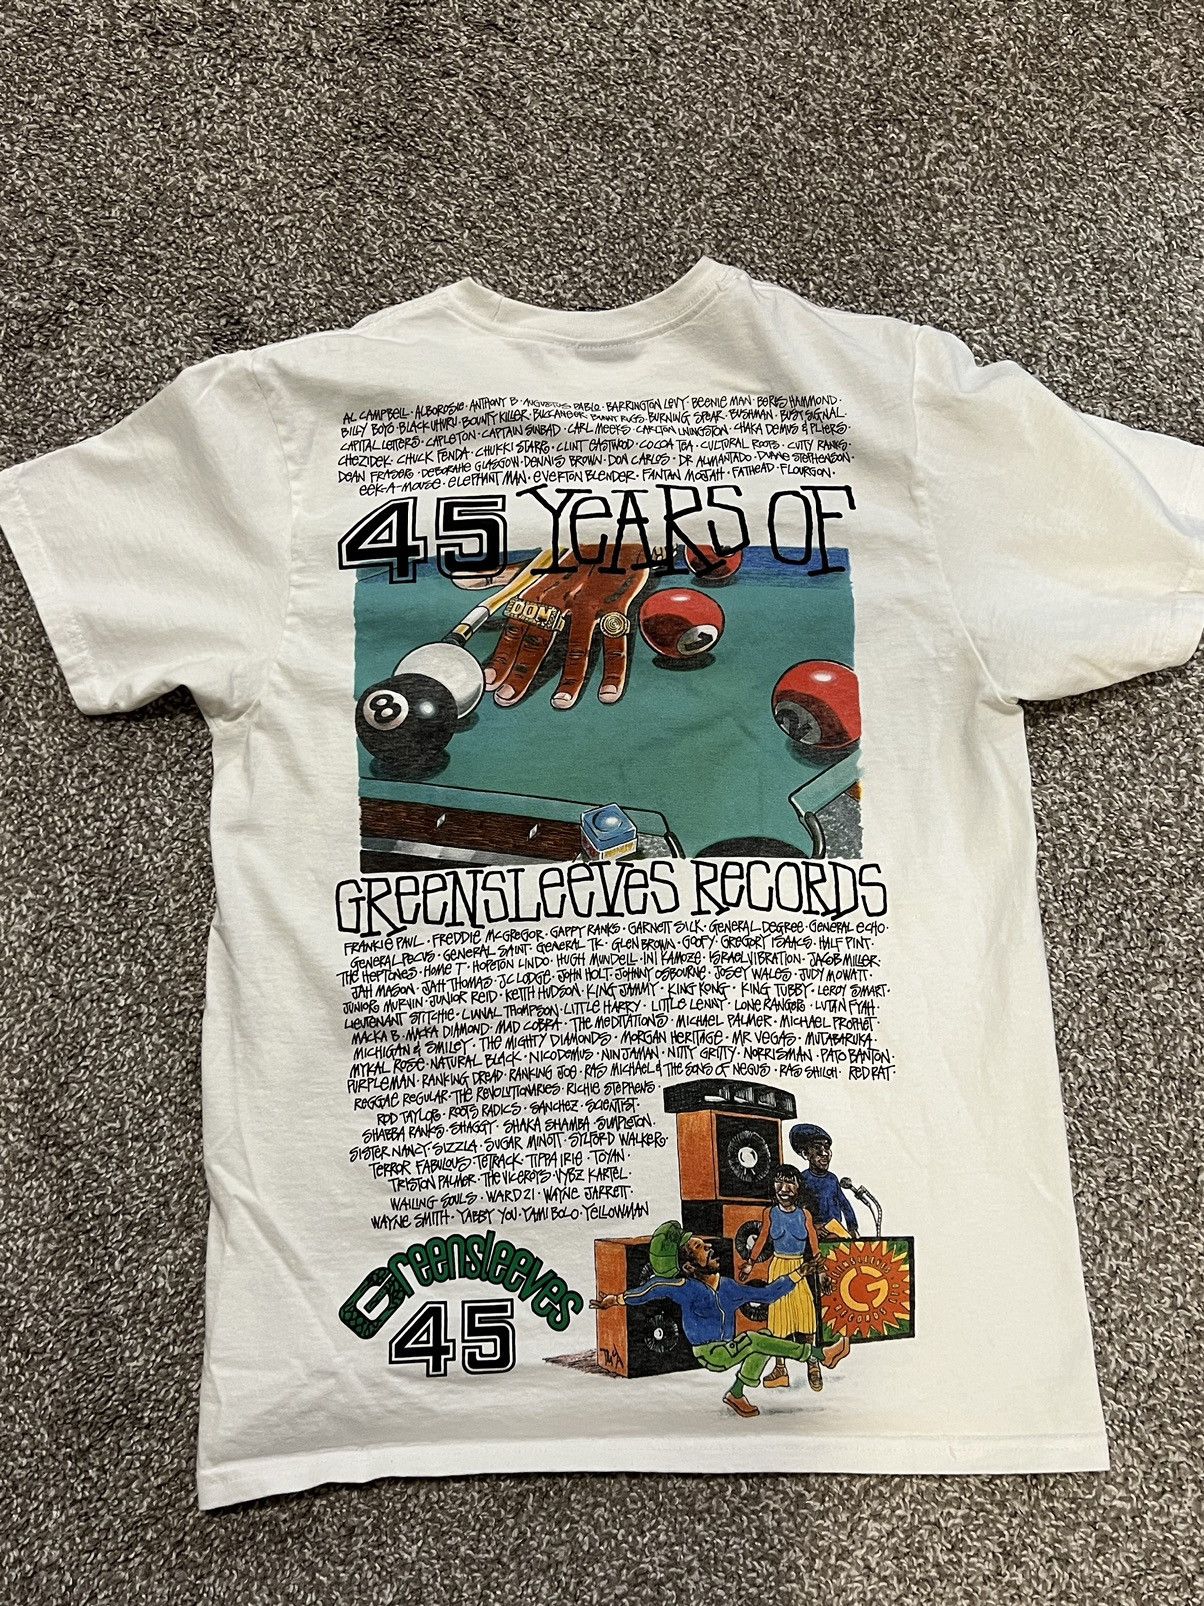 AL CAMPBELL · ALBOROSIE · ANTHONY B · AUGUSTUS PABLO · BARRINGTON LEVY · BEENIE MAN · BERES HAMMOND ·
BILLY BOYO · BLACK UHURU · BOUNTY KILLER · BUCCANEER · BUNNY RUGS · BURNING SPEAR · BUSHMAN · BUSY SIGNAL ·
CAPITAL LETTERS · CAPLETON · CAPTAIN SINBAD · CARL MEEKS · CARLTON LIVINGSTON · CHAKA DEMUS & PLIERS ·
CHEZIDEK · CHUCK FENDA · CHUKKI STARR · CLINT EASTWOOD · COCOA TEA · CULTURAL ROOTS · CUTTY RANKS ·
DEAN FRASER · DEBORAHE GLASGOW · DENNIS BROWN · DON CARLOS · DR ALIMANTADO · DUANE STEPHENSON ·
EEK-A-MOUSE · ELEPHANT MAN · EVERTON BLENDER · FANTAN MOJAH · FATHEAD · FLOURGON ·
45 YEARS OF
DON
8
GREENSLEEVES RECORDS
FRANKIE PAUL · FREDDIE MCGREGOR · GAPPY RANKS · GARNETT SILK · GENERAL DEGREE · GENERAL ECHO ·
GENERAL PECUS · GENERAL SAINT · GENERAL TK · GLEN BROWN · GOOFY · GREGORY ISAACS · HALF PINT ·
THE HEPTONES · HOME T · HOPETON LINDO · HUGH MUNDELL · INI KAMOZE · ISRAEL VIBRATION · JACOB MILLER ·
JAH MASON · JAH THOMAS · JC LODGE · JOHN HOLT · JOHNNY OSBOURNE · JOSEY WALES · JUDY MOWATT ·
JUNIOR MURVIN · JUNIOR REID · KEITH HUDSON · KING JAMMY · KING KONG · KING TUBBY · LEROY SMART ·
LIEUTENANT STITCHIE · LINVAL THOMPSON · LITTLE HARRY · LITTLE LENNY · LONE RANGER · LUTAN FYAH ·
MACKA B · MACKA DIAMOND · MAD COBRA · THE MEDITATIONS · MICHAEL PALMER · MICHAEL PROPHET ·
MICHIGAN & SMILEY · THE MIGHTY DIAMONDS · MORGAN HERITAGE · MR VEGAS · MUTABARUKA ·
MYKAL ROSE · NATURAL BLACK · NICODEMUS · NINJAMAN · NITTY GRITTY · NORRISMAN · PATO BANTON ·
PURPLEMAN · RANKING DREAD · RANKING JOE · RAS MICHAEL & THE SONS OF NEGUS · RAS SHILOH · RED RAT ·
REGGAE REGULAR · THE REVOLUTIONARIES · RICHIE STEPHENS ·
ROD TAYLOR · ROOTS RADICS · SANCHEZ · SCIENTIST ·
SHABBA RANKS · SHAGGY · SHAKA SHAMBA · SIMPLETON ·
SISTER NANCY · SIZZLA · SUGAR MINOTT · SYLFORD WALKER ·
TERROR FABULOUS · TETRACK · TIPPA IRIE · TOYAN ·
TRISTON PALMER · THE VICEROYS · VYBZ KARTEL ·
WAILING SOULS · WARD 21 · WAYNE JARRETT ·
WAYNE SMITH · YABBY YOU · YAMI BOLO · YELLOWMAN
Greensleeves
45
GREENSLEEVES
G
RECORDS